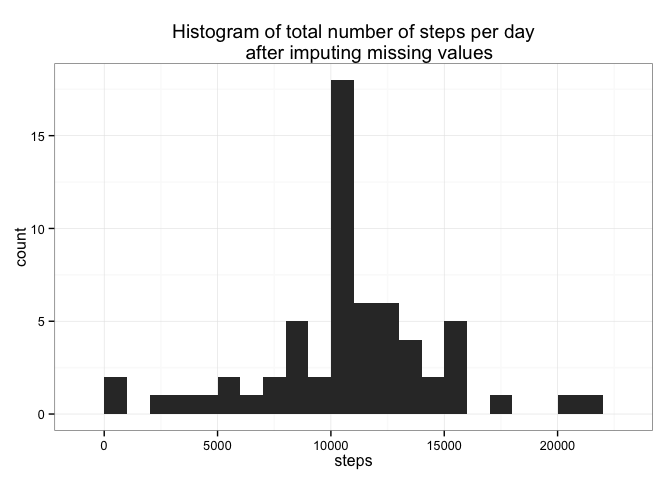 Histogram of total number of steps per day
after imputing missing values
15
10
5
0
count
0 5000 10000 15000 20000
steps